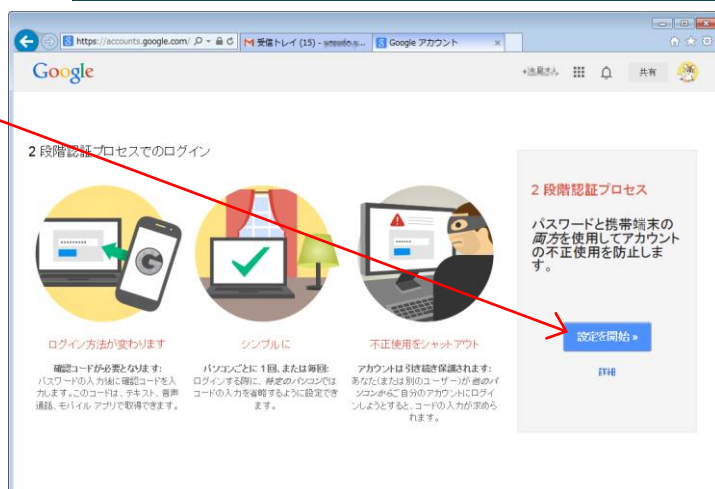 https://accounts.google.com/
受信トレイ (15) -
Google アカウント
Google
共有
2 段階認証プロセスでのログイン
ログイン方法が変わります
確認コードが必要となります:
パスワードの入力後に確認コードを入
力します。このコードは、テキスト、音声
通話、モバイル アプリで取得できます。
シンプルに
パソコンごとに 1回、または毎回:
ログインする際に、特定のパソコンでは
コードの入力を省略するように設定でき
ます。
不正使用をシャットアウト
アカウントは引き続き保護されます:
あなた(または別のユーザー)が 他のパ
ソコンからご自分のアカウントにログイ
ンしようとすると、コードの入力が求めら
れます。
2 段階認証プロセス
パスワードと携帯端末の
両方を使用してアカウント
の不正使用を防止しま
す。
設定を開始 »
詳細